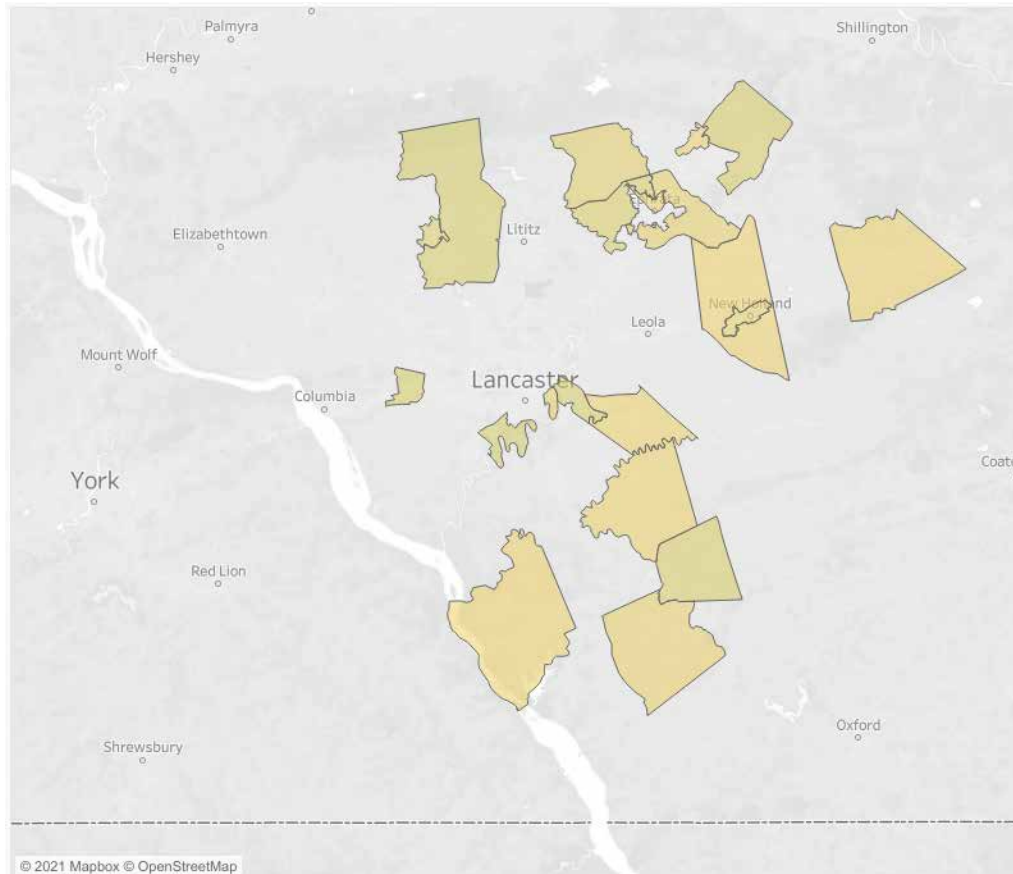 Palmyra
Shillington
Hershey
Elizabethtown
Lititz
New Holland
Leola
Mount Wolf
Lancaster
Columbia
York
Coate
Red Lion
Oxford
Shrewsbury
© 2021 Mapbox © OpenStreetMap